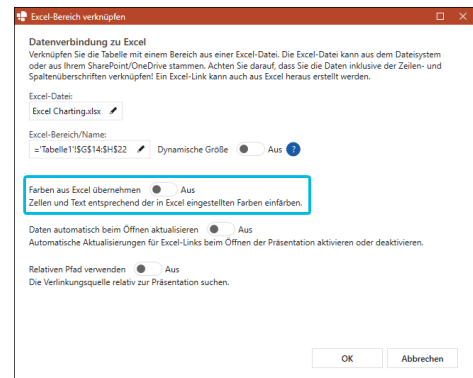 Excel-Bereich verknüpfen
Datenverbindung zu Excel
Verknüpfen Sie die Tabelle mit einem Bereich aus einer Excel-Datei. Die Excel-Datei kann aus dem Dateisystem
oder aus Ihrem SharePoint/OneDrive stammen. Achten Sie darauf, dass Sie die Daten inklusive der Zeilen- und
Spaltenüberschriften verknüpfen! Ein Excel-Link kann auch aus Excel heraus erstellt werden.
Excel-Datei:
Excel Charting.xlsx
Excel-Bereich/Name:
='Tabelle1'!$G$14:$H$22 Dynamische Größe Aus ?
Farben aus Excel übernehmen Aus
Zellen und Text entsprechend der in Excel eingestellten Farben einfärben.
Daten automatisch beim Öffnen aktualisieren Aus
Automatische Aktualisierungen für Excel-Links beim Öffnen der Präsentation aktivieren oder deaktivieren.
Relativen Pfad verwenden Aus
Die Verlinkungsquelle relativ zur Präsentation suchen.
OK Abbrechen